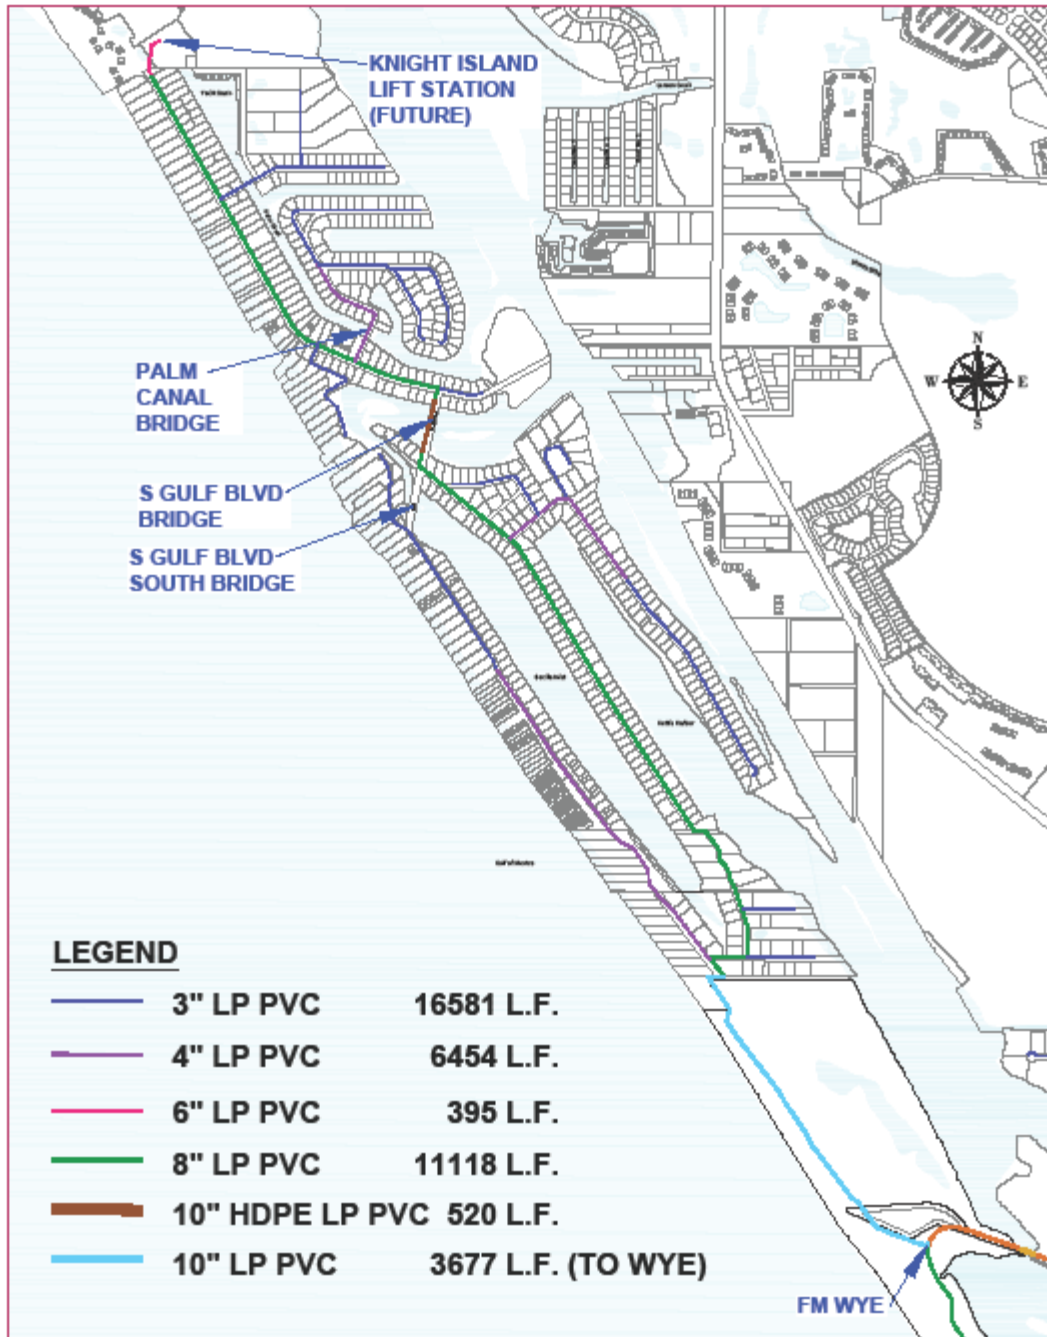 KNIGHT ISLAND
LIFT STATION
(FUTURE)
N
W E
S
PALM
CANAL
BRIDGE
S GULF BLVD
BRIDGE
S GULF BLVD
SOUTH BRIDGE
LEGEND
3" LP PVC 16581 L.F.
4" LP PVC 6454 L.F.
6" LP PVC 395 L.F.
8" LP PVC 11118 L.F.
10" HDPE LP PVC 520 L.F.
10" LP PVC 3677 L.F. (TO WYE)
FM WYE